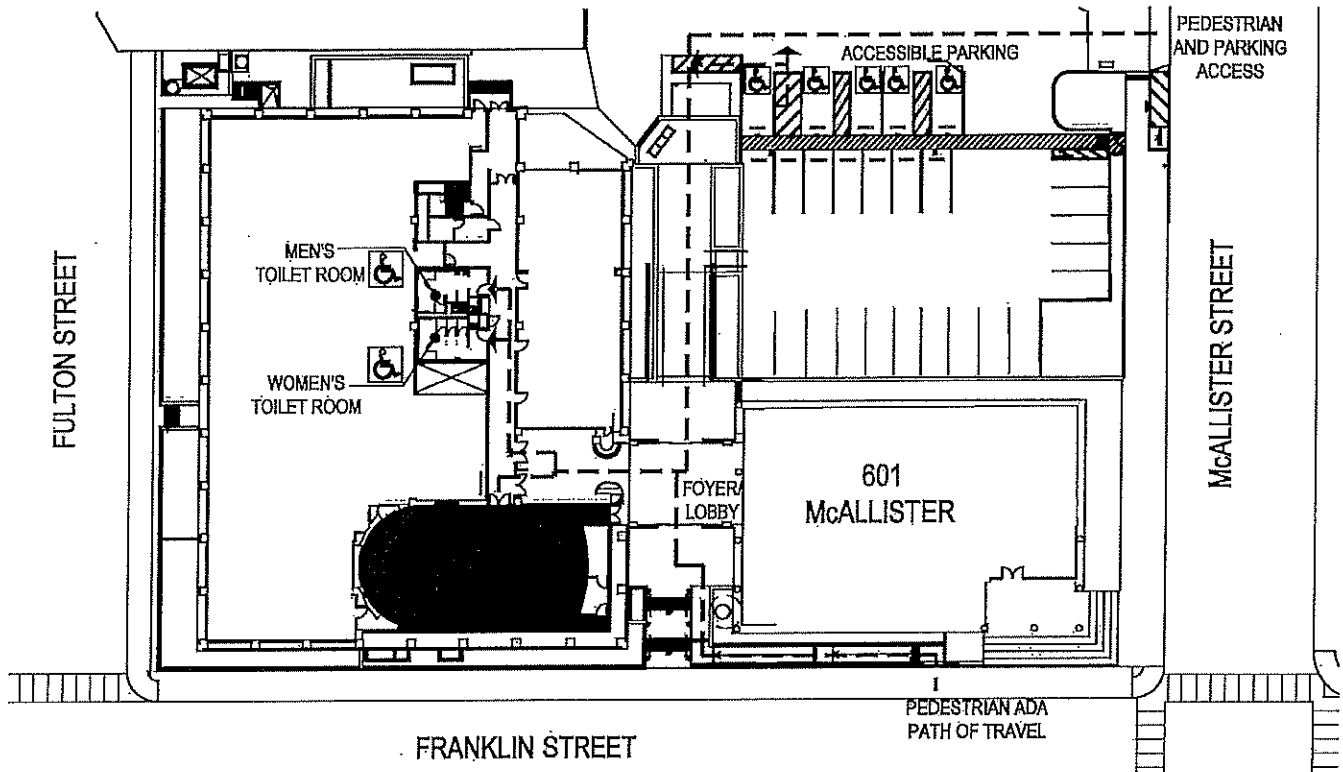 PEDESTRIAN
AND PARKING
ACCESS
ACCESSIBLE PARKING
MEN'S
TOILET ROOM
WOMEN'S
TOILET ROOM
FULTON STREET
McALLISTER STREET
FOYER/
LOBBY
601
McALLISTER
PEDESTRIAN ADA
PATH OF TRAVEL
FRANKLIN STREET